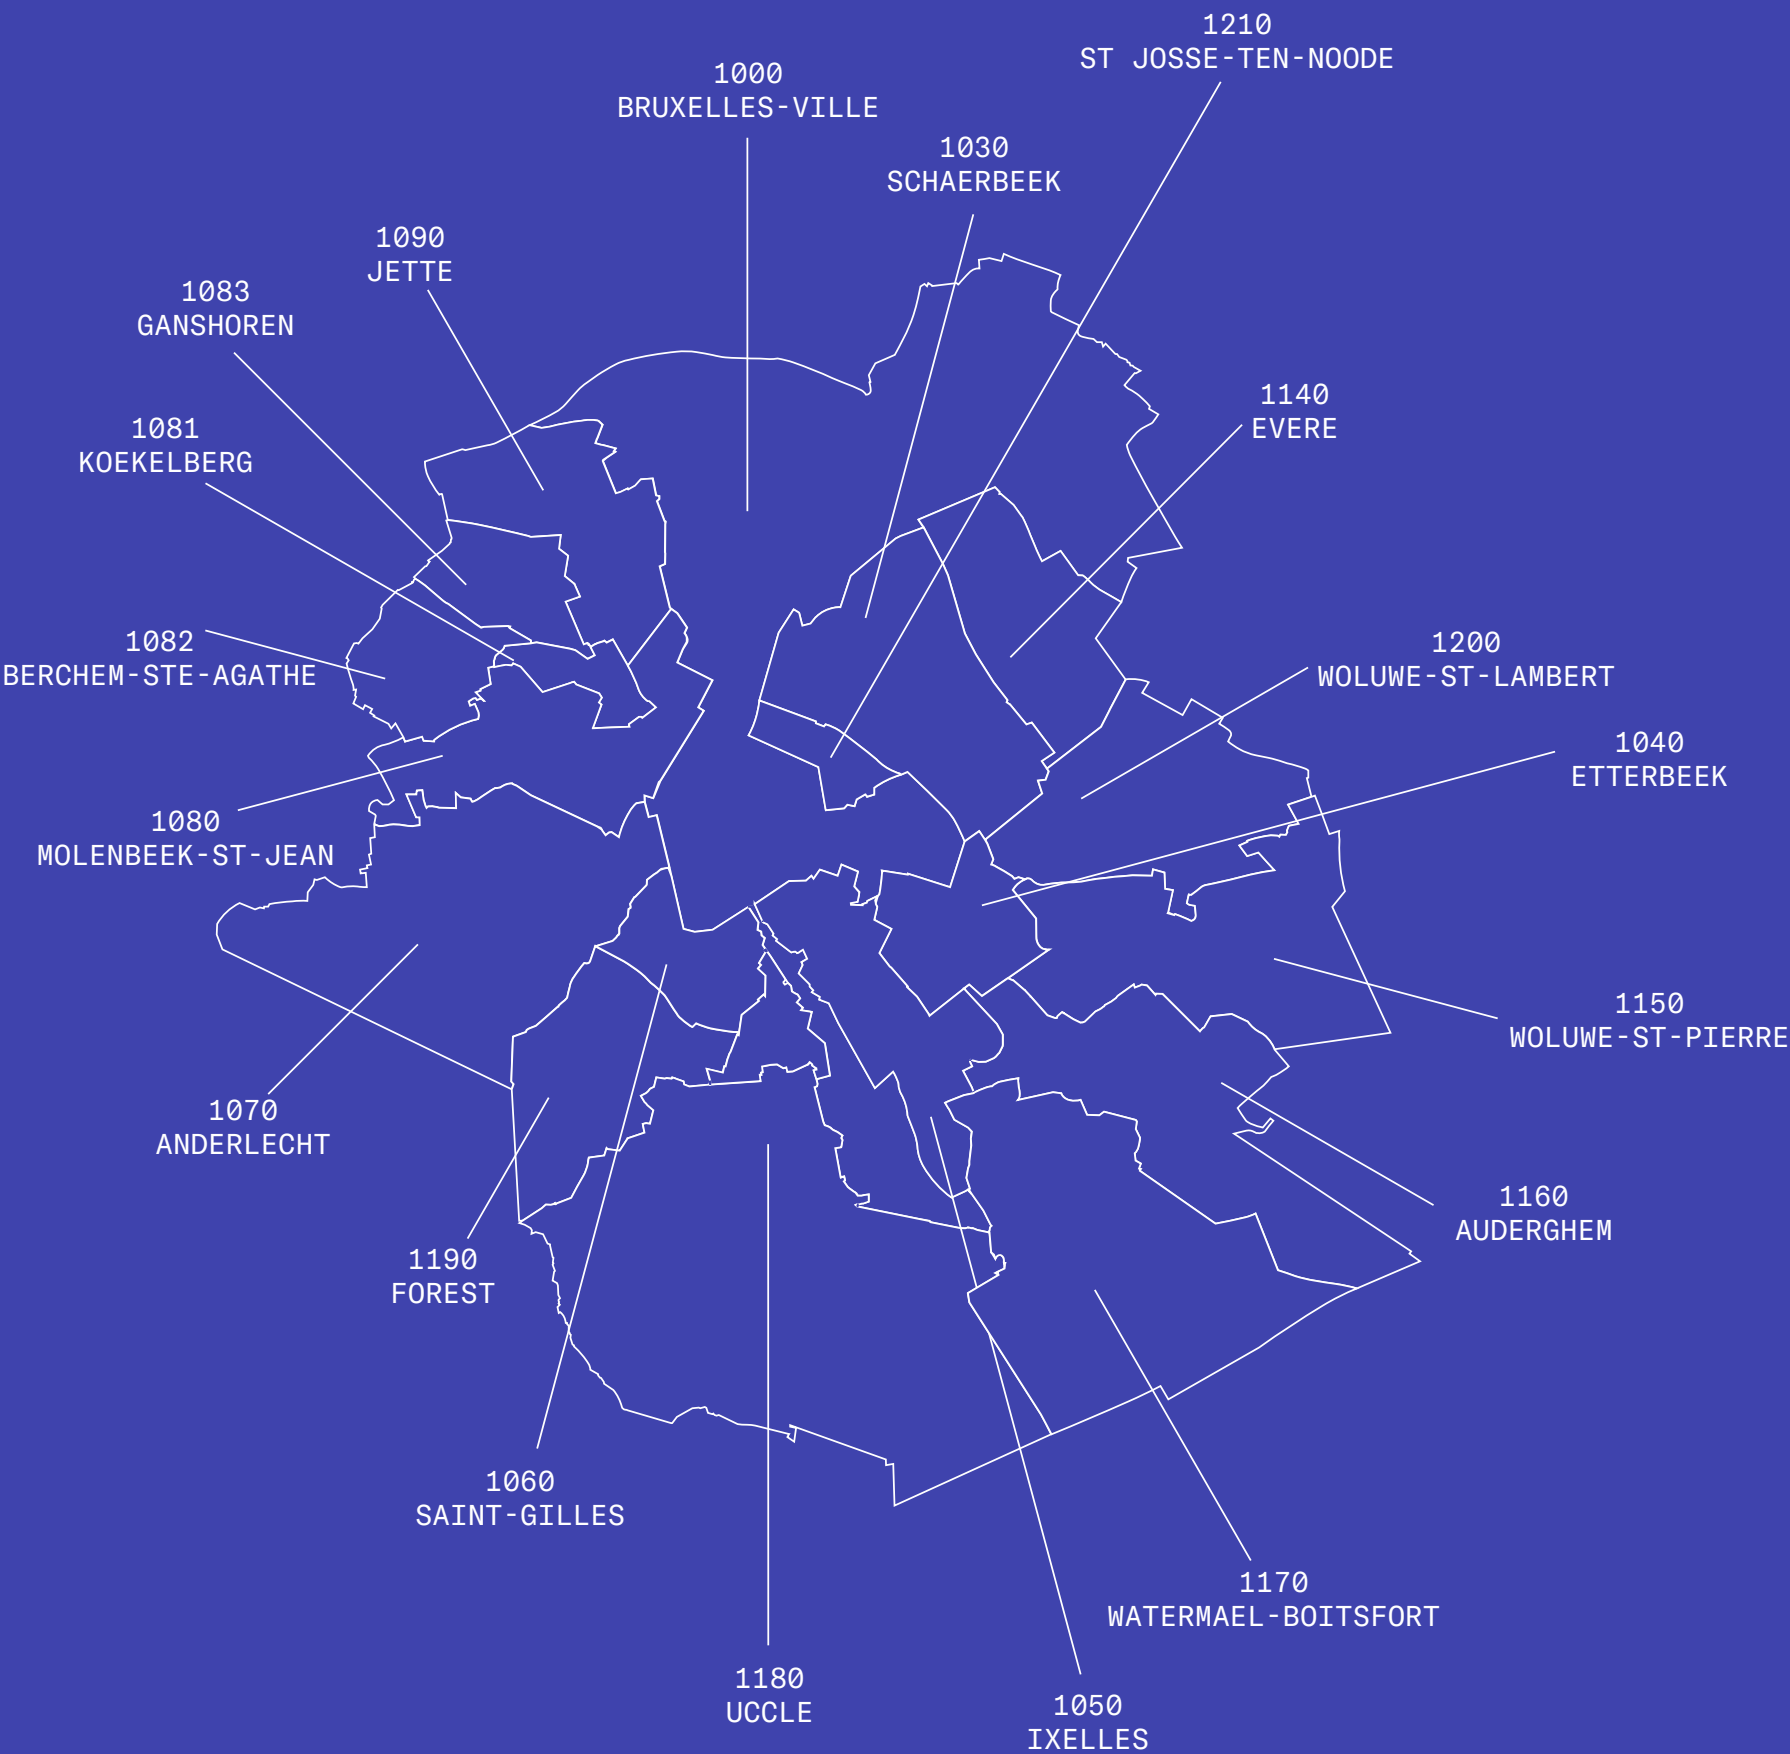 1210
ST JOSSE-TEN-NOODE
1000
BRUXELLES-VILLE
1030
SCHAERBEEK
1090
JETTE
1083
GANSHOREN
1140
EVERE
1081
KOEKELBERG
1082
BERCHEM-STE-AGATHE
1200
WOLUWE-ST-LAMBERT
1040
ETTERBEEK
1080
MOLENBEEK-ST-JEAN
1150
WOLUWE-ST-PIERRE
1070
ANDERLECHT
1160
AUDERGHEM
1190
FOREST
1060
SAINT-GILLES
1170
WATERMAEL-BOITSFORT
1180
UCCLE
1050
IXELLES